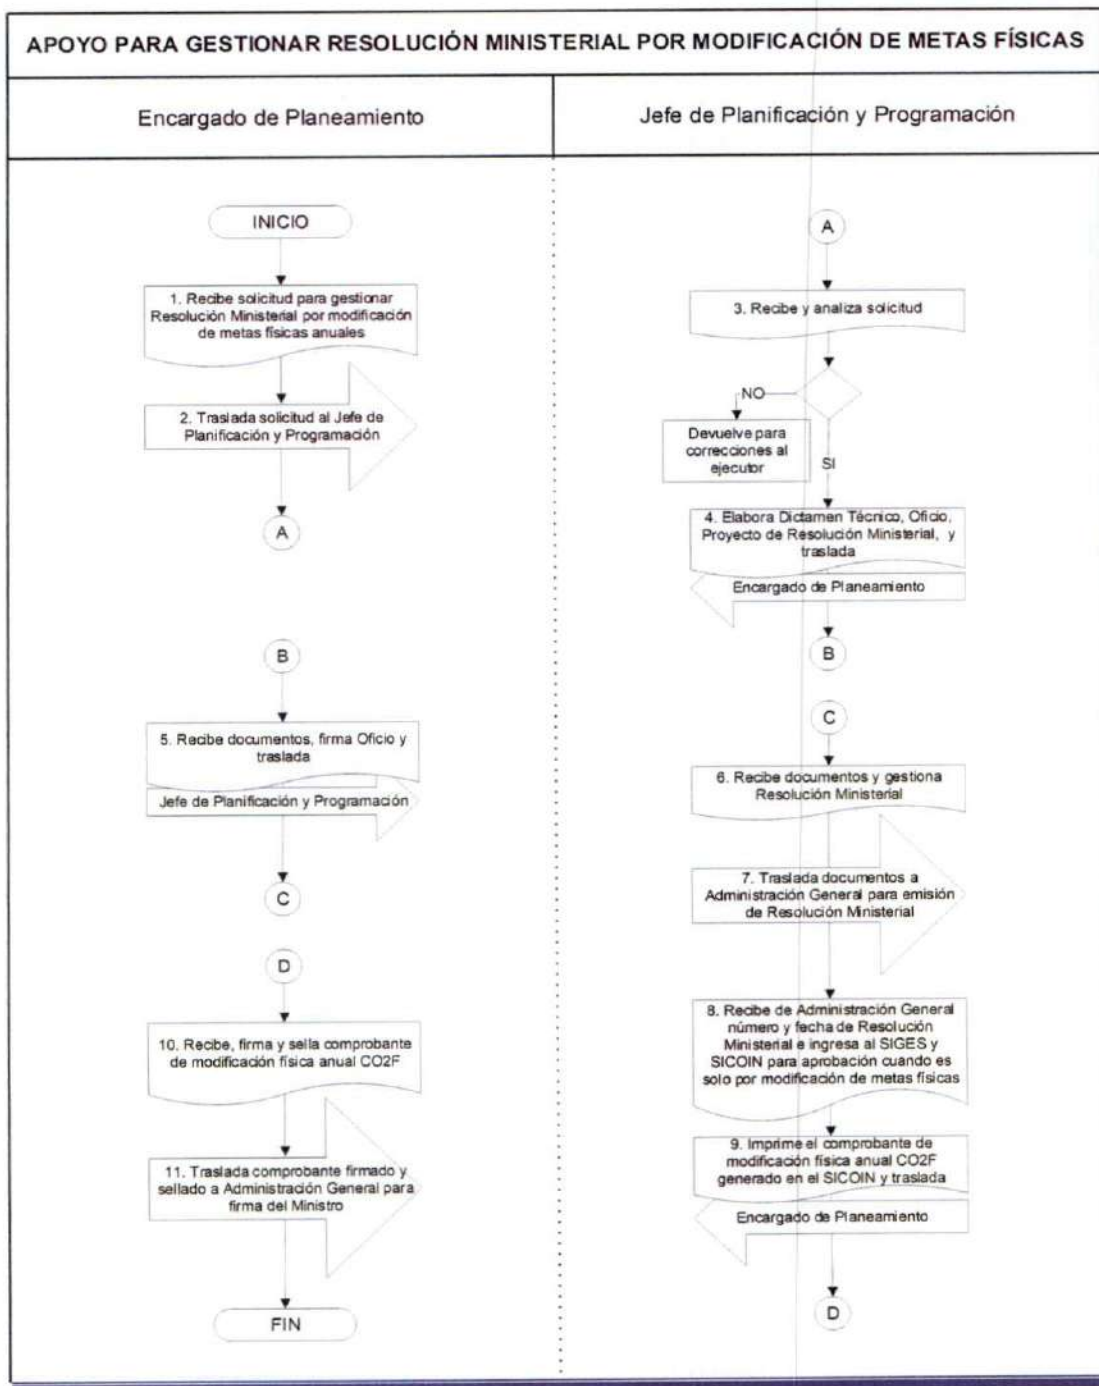 APOYO PARA GESTIONAR RESOLUCIÓN MINISTERIAL POR MODIFICACIÓN DE METAS FÍSICAS
Encargado de Planeamiento
Jefe de Planificación y Programación
INICIO
1. Recibe solicitud para gestionar
Resolución Ministerial por modificación
de metas físicas anuales
2. Traslada solicitud al Jefe de
Planificación y Programación
A
B
5. Recibe documentos, firma Oficio y
traslada
Jefe de Planificación y Programación
C
D
10. Recibe, firma y sella comprobante
de modificación física anual CO2F
11. Traslada comprobante firmado y
sellado a Administración General para
firma del Ministro
FIN
A
3. Recibe y analiza solicitud
NO
Devuelve para
correcciones al
ejecutor
SI
4. Elabora Dictamen Técnico, Oficio,
Proyecto de Resolución Ministerial, y
traslada
Encargado de Planeamiento
B
C
6. Recibe documentos y gestiona
Resolución Ministerial
7. Traslada documentos a
Administración General para emisión
de Resolución Ministerial
8. Recibe de Administración General
número y fecha de Resolución
Ministerial e ingresa al SIGES y
SICOIN para aprobación cuando es
solo por modificación de metas físicas
9. Imprime el comprobante de
modificación física anual CO2F
generado en el SICOIN y traslada
Encargado de Planeamiento
D